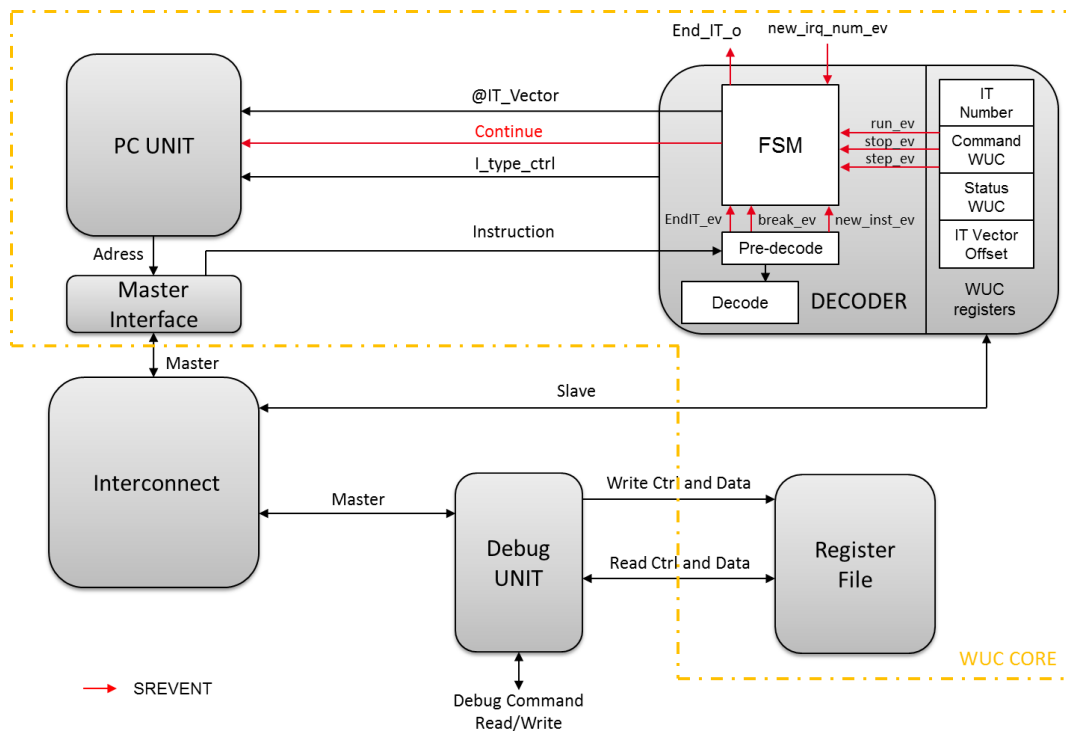 End_IT_o
new_irq_num_ev
@IT_Vector
Continue
I_type_ctrl
PC UNIT
FSM
run_ev
stop_ev
step_ev
IT
Number
Command
WUC
Status
WUC
IT Vector
Offset
WUC
registers
EndIT_ev
break_ev
new_inst_ev
Instruction
Pre-decode
Decode
DECODER
Adress
Master
Interface
Master
Slave
Interconnect
Master
Debug
UNIT
Write Ctrl and Data
Read Ctrl and Data
Register
File
WUC CORE
SREVENT
Debug Command
Read/Write